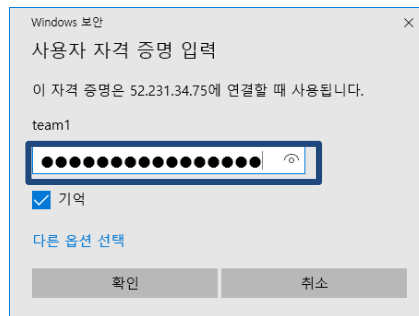 Windows 보안
사용자 자격 증명 입력
이 자격 증명은 52.231.34.75에 연결할 때 사용됩니다.
team1
●●●●●●●●●●●●●●●●
기억
다른 옵션 선택
확인
취소